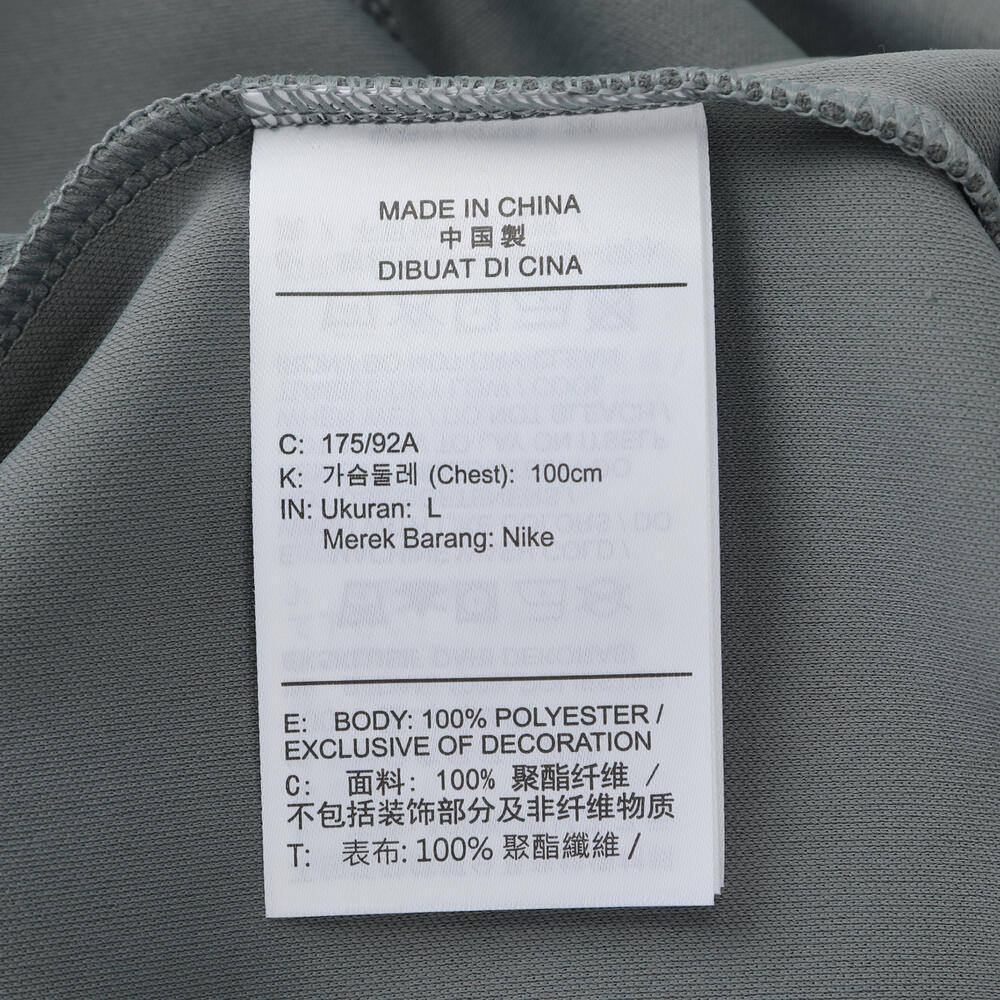 MADE IN CHINA
中国製
DIBUAT DI CINA
C: 175/92A
K: 가슴둘레 (Chest): 100cm
IN: Ukuran: L
Merek Barang: Nike
E: BODY: 100% POLYESTER /
EXCLUSIVE OF DECORATION
C: 面料: 100% 聚酯纤维 /
不包括装饰部分及非纤维物质
T: 表布: 100% 聚酯纖維 /